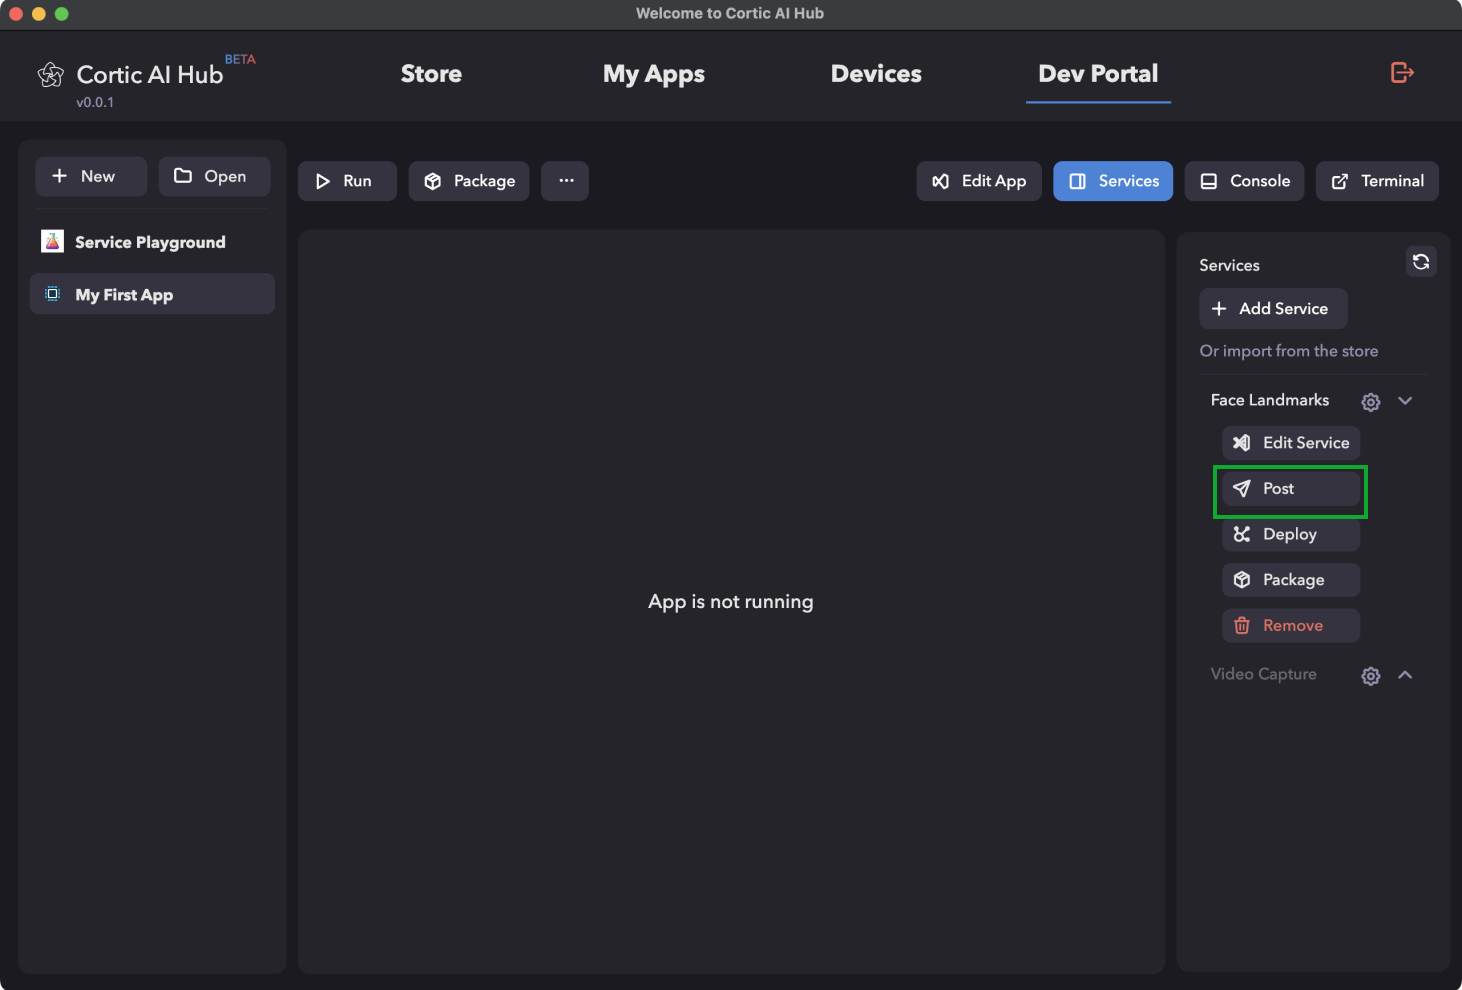 Welcome to Cortic AI Hub
Cortic AI Hub BETA
v0.0.1
Store
My Apps
Devices
Dev Portal
New
Open
Service Playground
My First App
Run
Package
...
Edit App
Services
Console
Terminal
App is not running
Services
Add Service
Or import from the store
Face Landmarks
Edit Service
Post
Deploy
Package
Remove
Video Capture